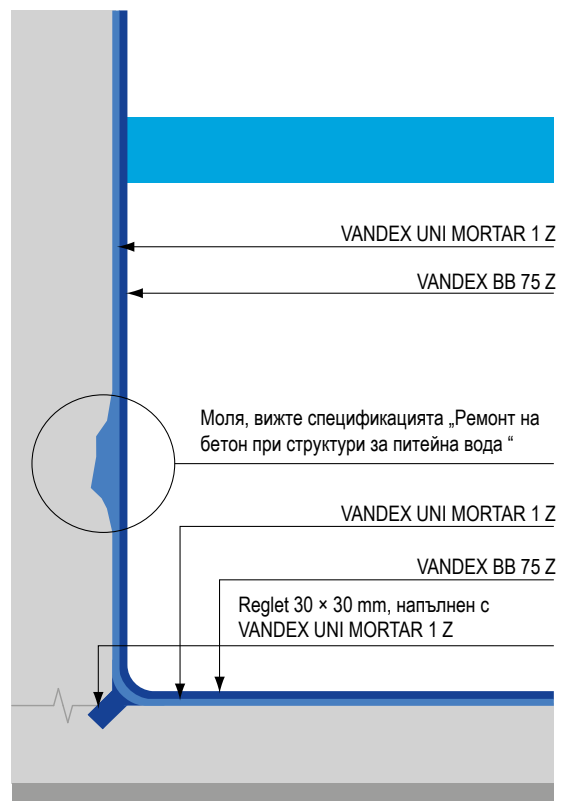 VANDEX UNI MORTAR 1 Z
VANDEX BB 75 Z
Моля, вижте спецификацията „Ремонт на
бетон при структури за питейна вода “
VANDEX UNI MORTAR 1 Z
VANDEX BB 75 Z
Reglet 30 × 30 mm, напълнен с
VANDEX UNI MORTAR 1 Z